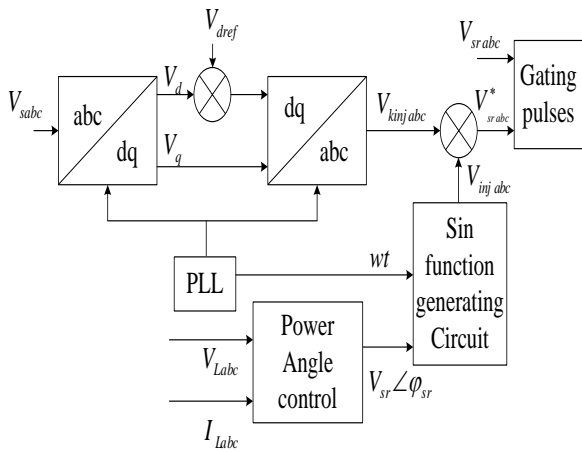 V_dref
V_sr abc
V_sabc
abc
dq
V_d
V_q
dq
abc
V_kinj abc
V*_sr abc
Gating
pulses
V_inj abc
PLL
wt
Sin
function
generating
Circuit
V_Labc
I_Labc
Power
Angle
control
V_sr∠φ_sr